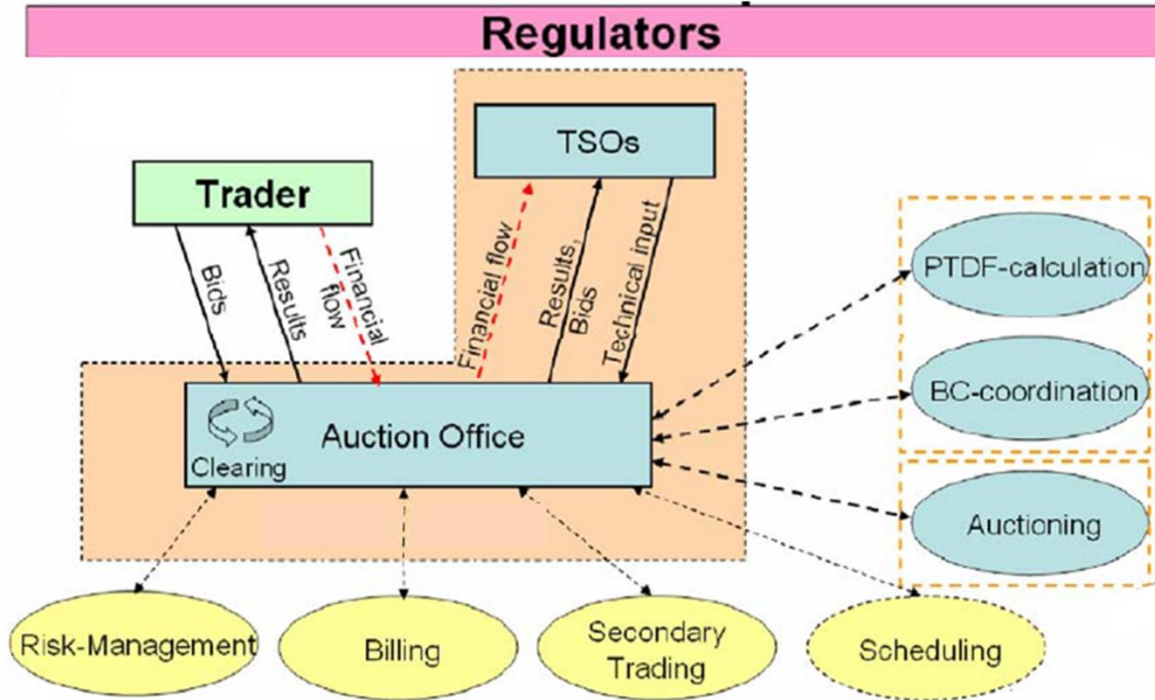 Regulators
TSOs
Trader
Bids
Results
Financial
flow
Financial flow
Results,
Bids
Technical input
PTDF-calculation
BC-coordination
Auctioning
Auction Office
Clearing
Risk-Management
Billing
Secondary
Trading
Scheduling